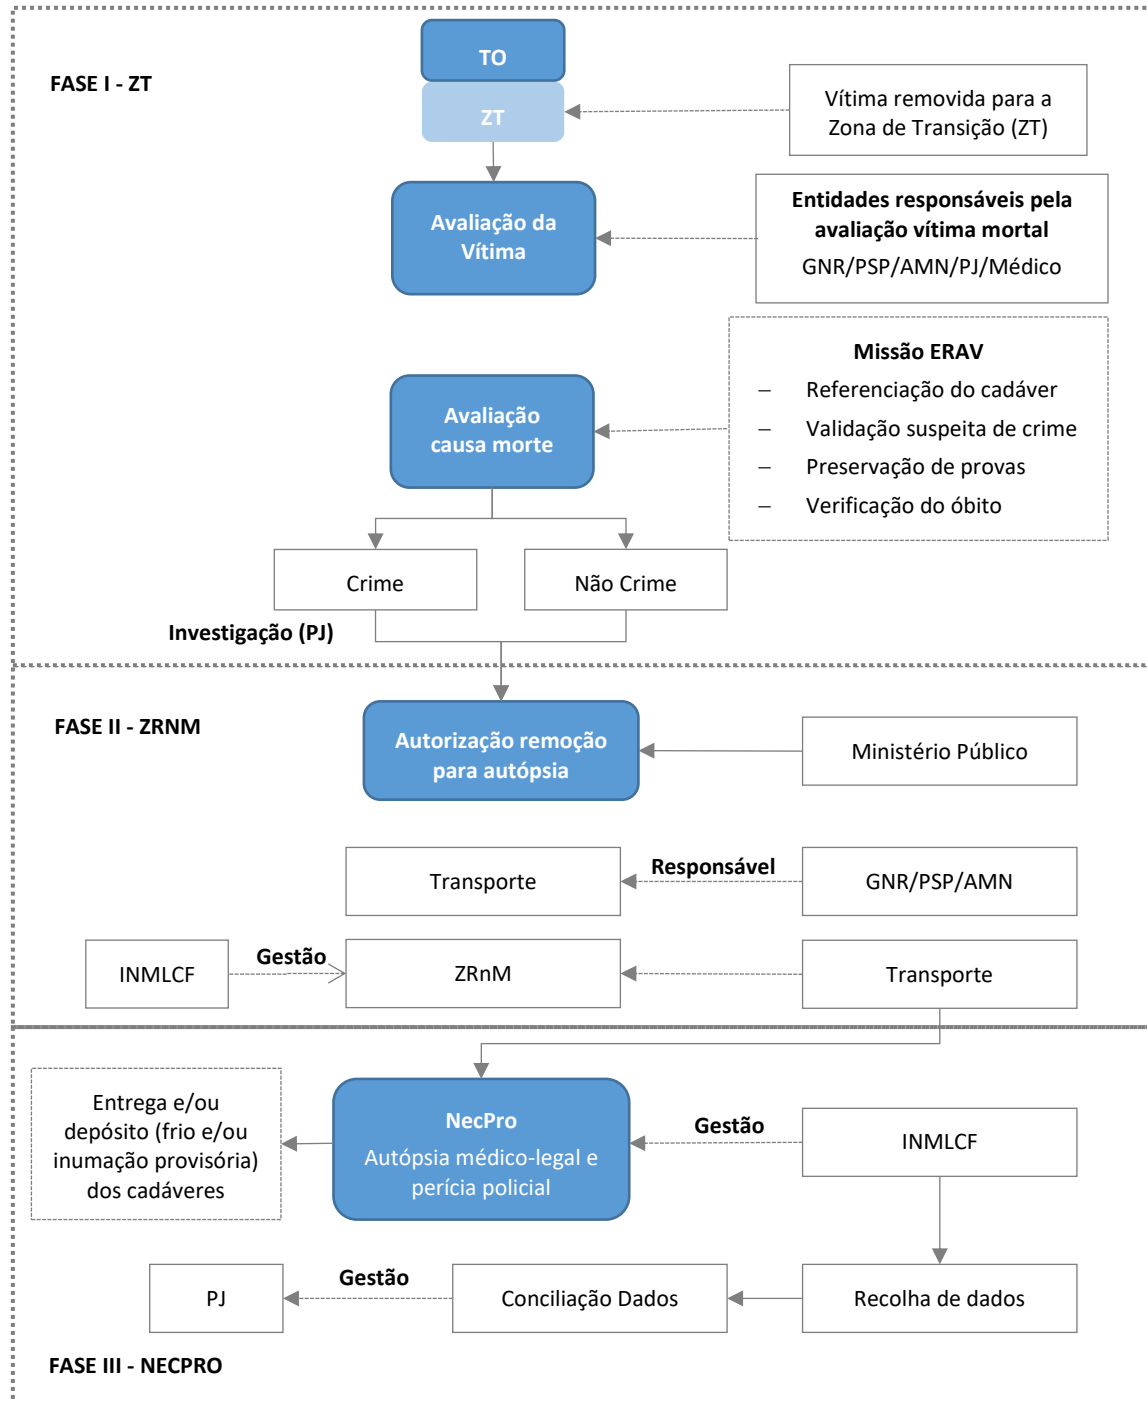 FASE I - ZT
TO
ZT
Vítima removida para a
Zona de Transição (ZT)
Avaliação da
Vítima
Entidades responsáveis pela
avaliação vítima mortal
GNR/PSP/AMN/PJ/Médico
Avaliação
causa morte
Missão ERAV
– Referenciação do cadáver
– Validação suspeita de crime
– Preservação de provas
– Verificação do óbito
Crime
Não Crime
Investigação (PJ)
FASE II - ZRNM
Autorização remoção
para autópsia
Ministério Público
Transporte
Responsável
GNR/PSP/AMN
INMLCF
Gestão
ZRnM
Transporte
Entrega e/ou
depósito (frio e/ou
inumação provisória)
dos cadáveres
NecPro
Autópsia médico-legal e
perícia policial
Gestão
INMLCF
PJ
Gestão
Conciliação Dados
Recolha de dados
FASE III - NECPRO